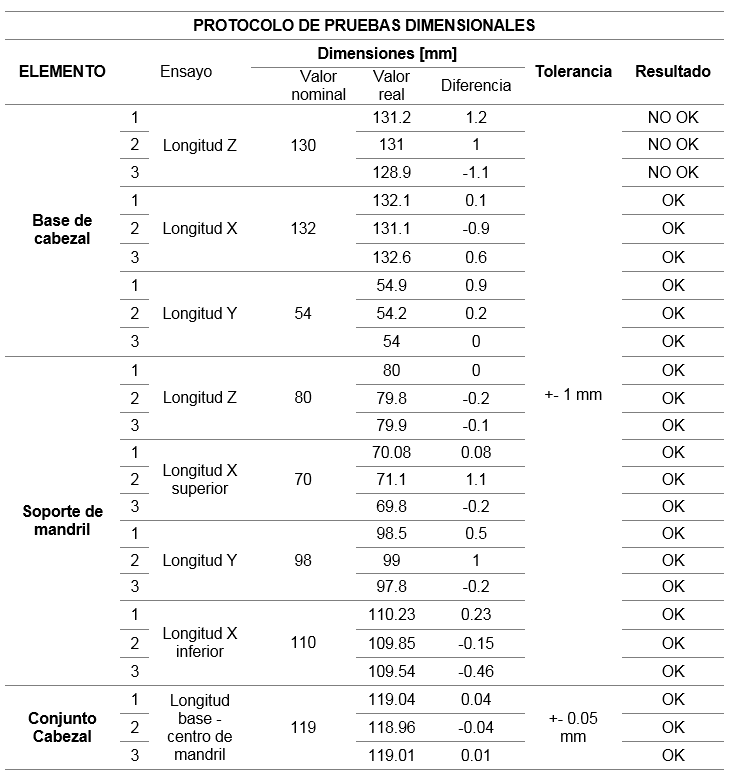 PROTOCOLO DE PRUEBAS DIMENSIONALES
ELEMENTO Ensayo Dimensiones [mm] Tolerancia Resultado
Valor nominal Valor real Diferencia
Base de cabezal
Longitud Z 130
1 131.2 1.2 NO OK
2 131 1 NO OK
3 128.9 -1.1 NO OK
Longitud X 132
1 132.1 0.1 OK
2 131.1 -0.9 OK
3 132.6 0.6 OK
Longitud Y 54
1 54.9 0.9 OK
2 54.2 0.2 OK
3 54 0 OK
+- 1 mm
Soporte de mandril
Longitud Z 80
1 80 0 OK
2 79.8 -0.2 OK
3 79.9 -0.1 OK
Longitud X superior 70
1 70.08 0.08 OK
2 71.1 1.1 OK
3 69.8 -0.2 OK
Longitud Y 98
1 98.5 0.5 OK
2 99 1 OK
3 97.8 -0.2 OK
Longitud X inferior 110
1 110.23 0.23 OK
2 109.85 -0.15 OK
3 109.54 -0.46 OK
Conjunto Cabezal
Longitud base - centro de mandril 119
+- 0.05 mm
1 119.04 0.04 OK
2 118.96 -0.04 OK
3 119.01 0.01 OK